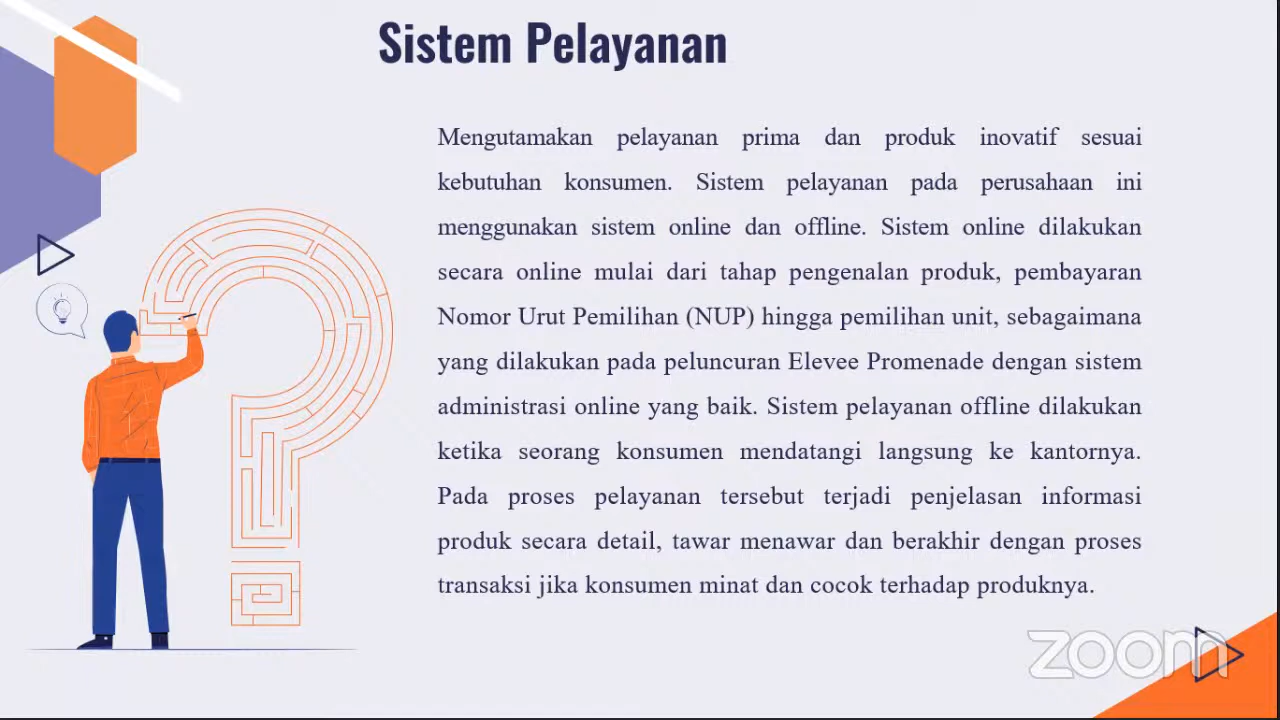 Sistem Pelayanan
Mengutamakan pelayanan prima dan produk inovatif sesuai
kebutuhan konsumen. Sistem pelayanan pada perusahaan ini
menggunakan sistem online dan offline. Sistem online dilakukan
secara online mulai dari tahap pengenalan produk, pembayaran
Nomor Urut Pemilihan (NUP) hingga pemilihan unit, sebagaimana
yang dilakukan pada peluncuran Elevee Promenade dengan sistem
administrasi online yang baik. Sistem pelayanan offline dilakukan
ketika seorang konsumen mendatangi langsung ke kantornya.
Pada proses pelayanan tersebut terjadi penjelasan informasi
produk secara detail, tawar menawar dan berakhir dengan proses
transaksi jika konsumen minat dan cocok terhadap produknya.
zoom